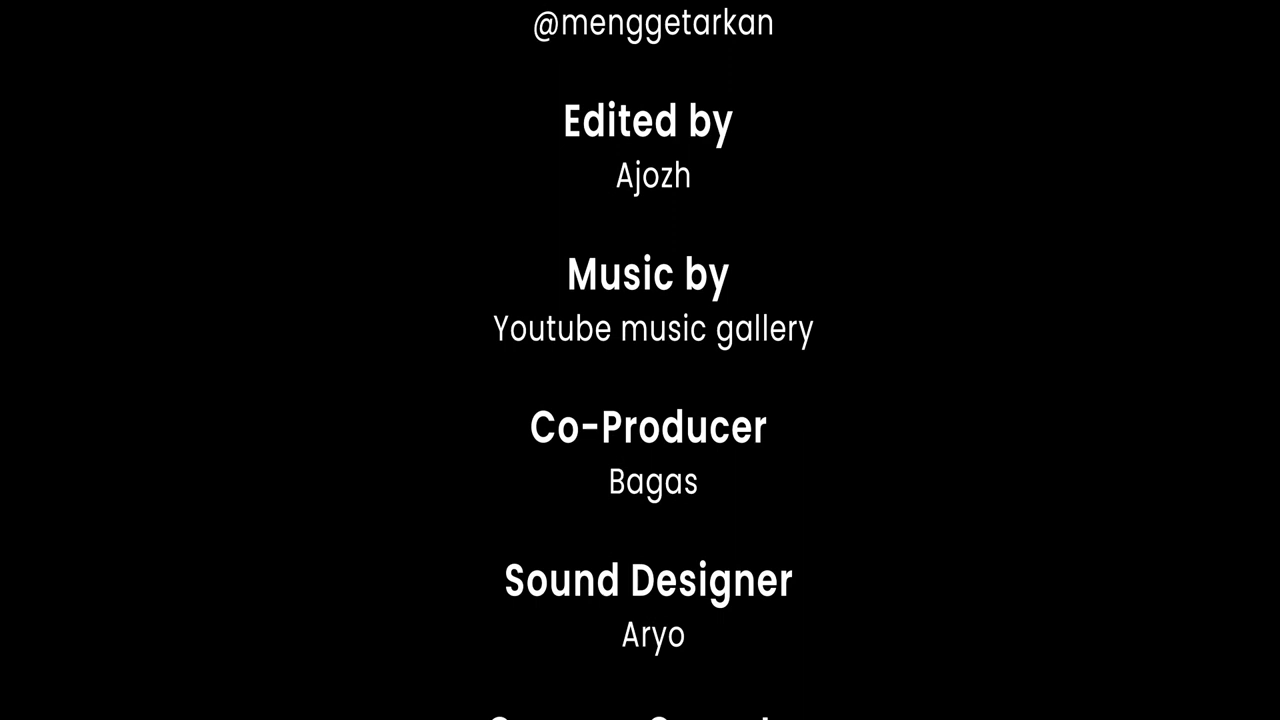 @menggetarkan
Edited by
Ajozh
Music by
Youtube music gallery
Co-Producer
Bagas
Sound Designer
Aryo